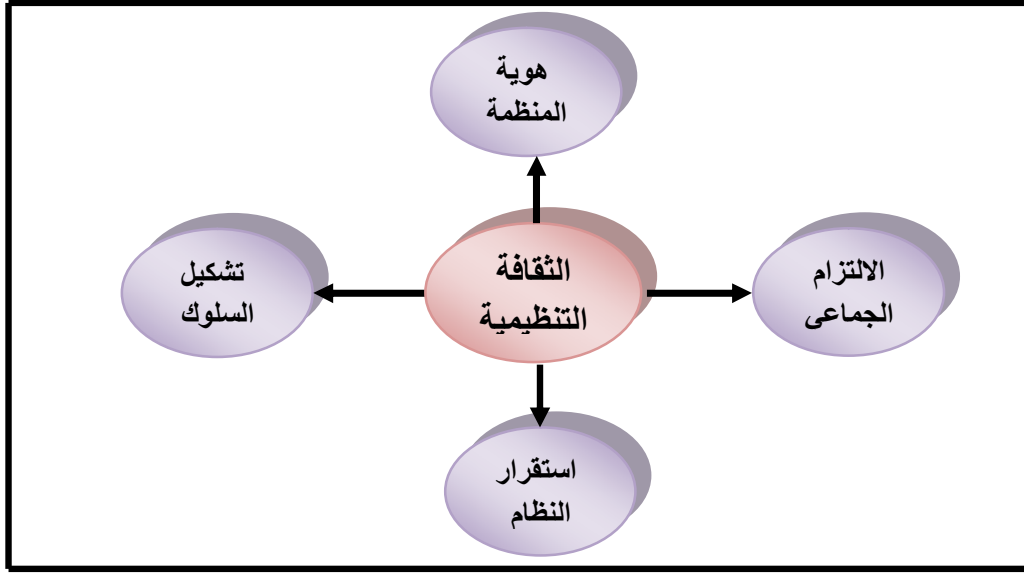 هوية
المنظمة
الالتزام
الجماعى
الثقافة
التنظيمية
تشكيل
السلوك
استقرار
النظام